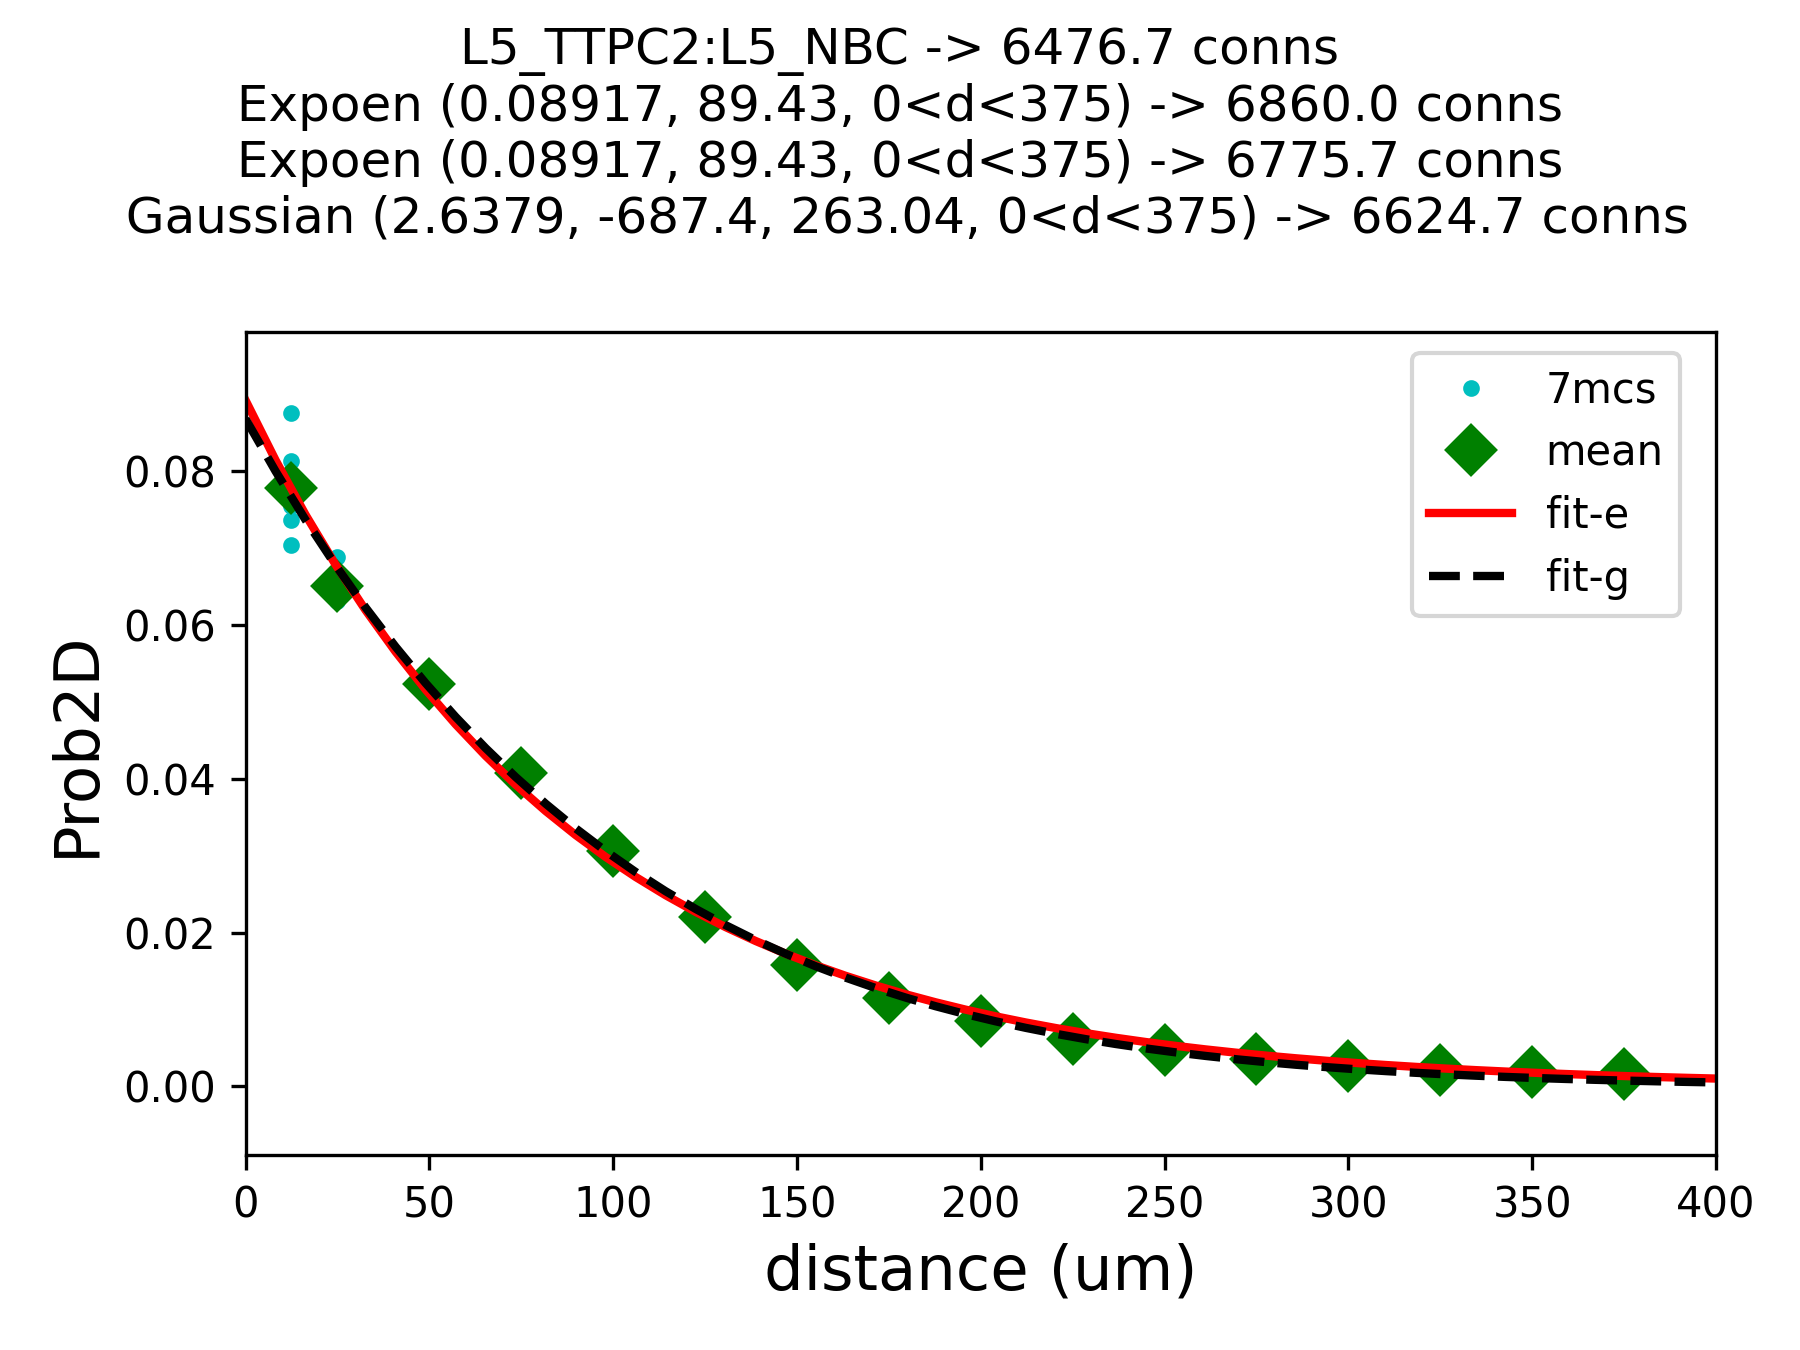 L5_TTPC2:L5_NBC -> 6476.7 conns
Expoen (0.08917, 89.43, 0<d<375) -> 6860.0 conns
Expoen (0.08917, 89.43, 0<d<375) -> 6775.7 conns
Gaussian (2.6379, -687.4, 263.04, 0<d<375) -> 6624.7 conns
7mcs
mean
fit-e
fit-g
Prob2D
0.08
0.06
0.04
0.02
0.00
0 50 100 150 200 250 300 350 400
distance (um)